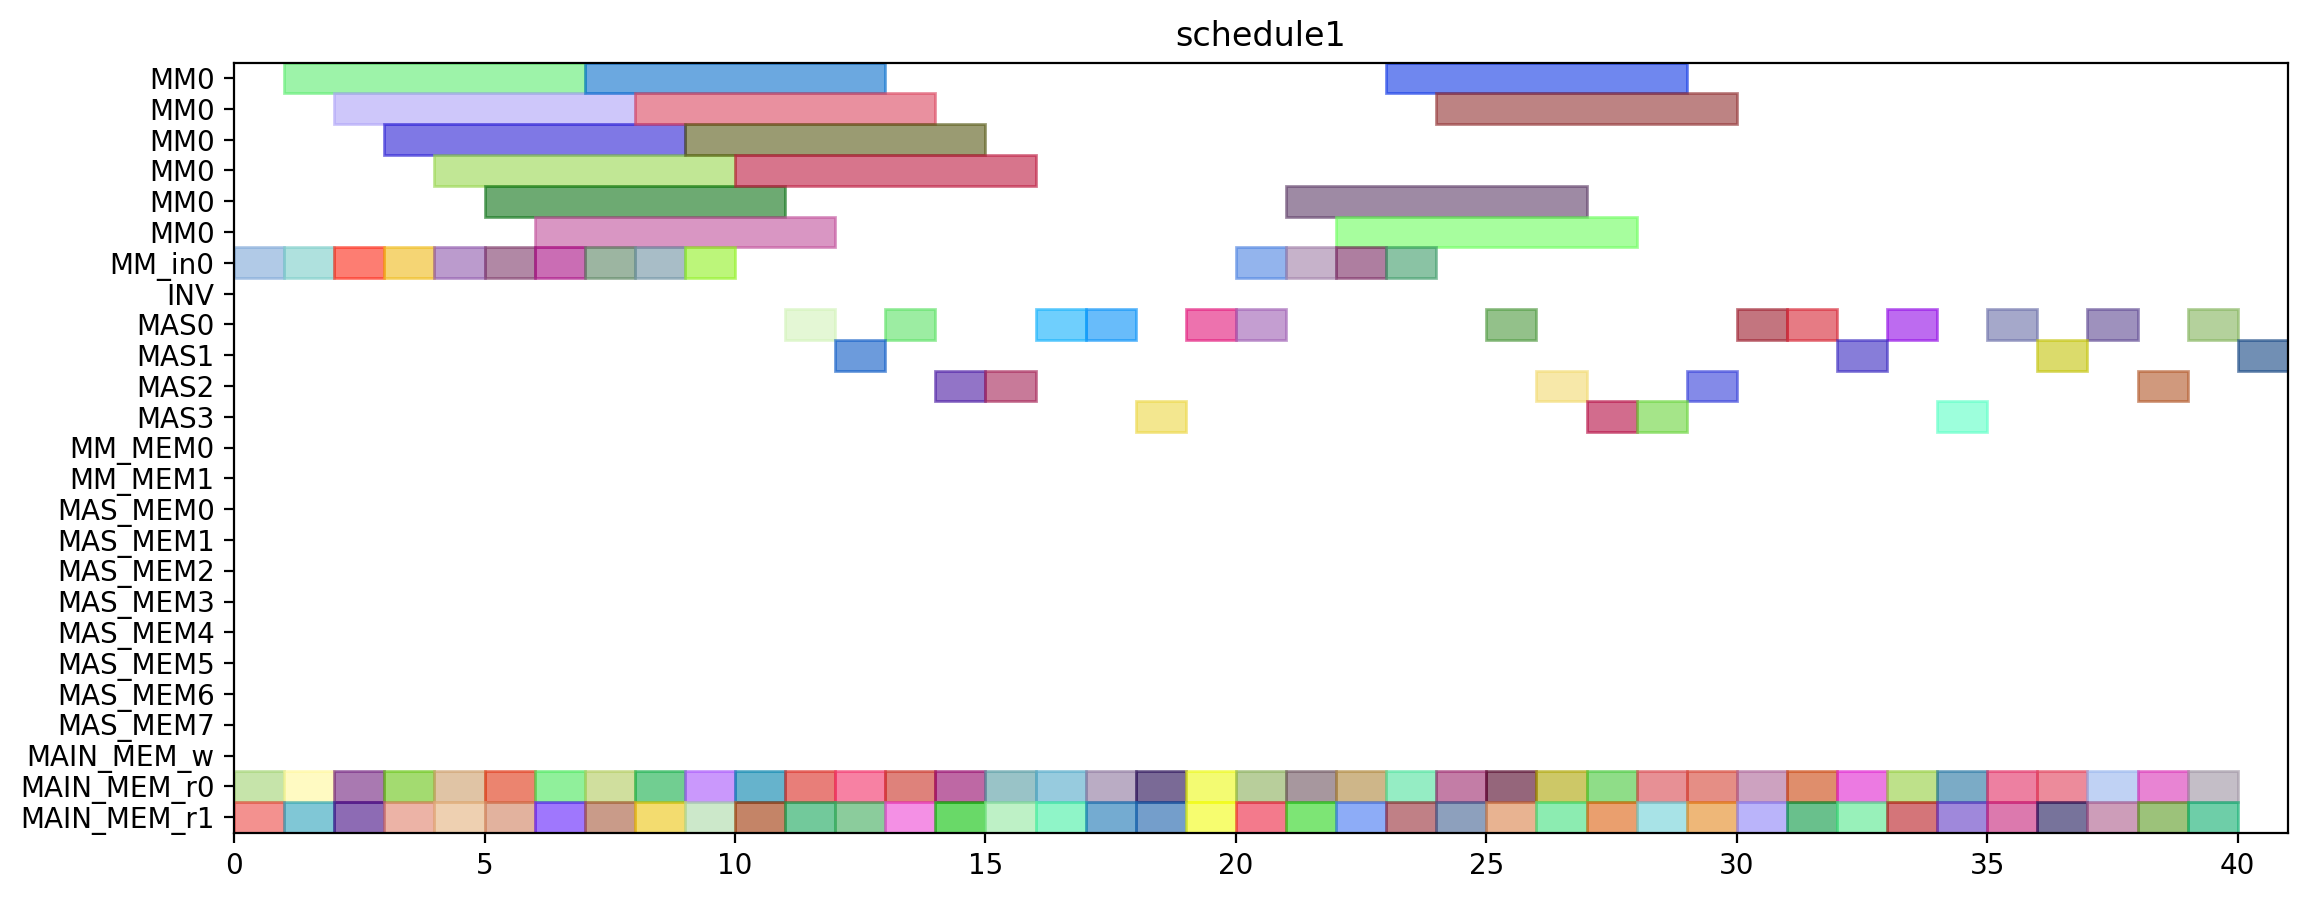 schedule1
MM0
MM0
MM0
MM0
MM0
MM0
MM_in0
INV
MAS0
MAS1
MAS2
MAS3
MM_MEM0
MM_MEM1
MAS_MEM0
MAS_MEM1
MAS_MEM2
MAS_MEM3
MAS_MEM4
MAS_MEM5
MAS_MEM6
MAS_MEM7
MAIN_MEM_w
MAIN_MEM_r0
MAIN_MEM_r1
0 5 10 15 20 25 30 35 40